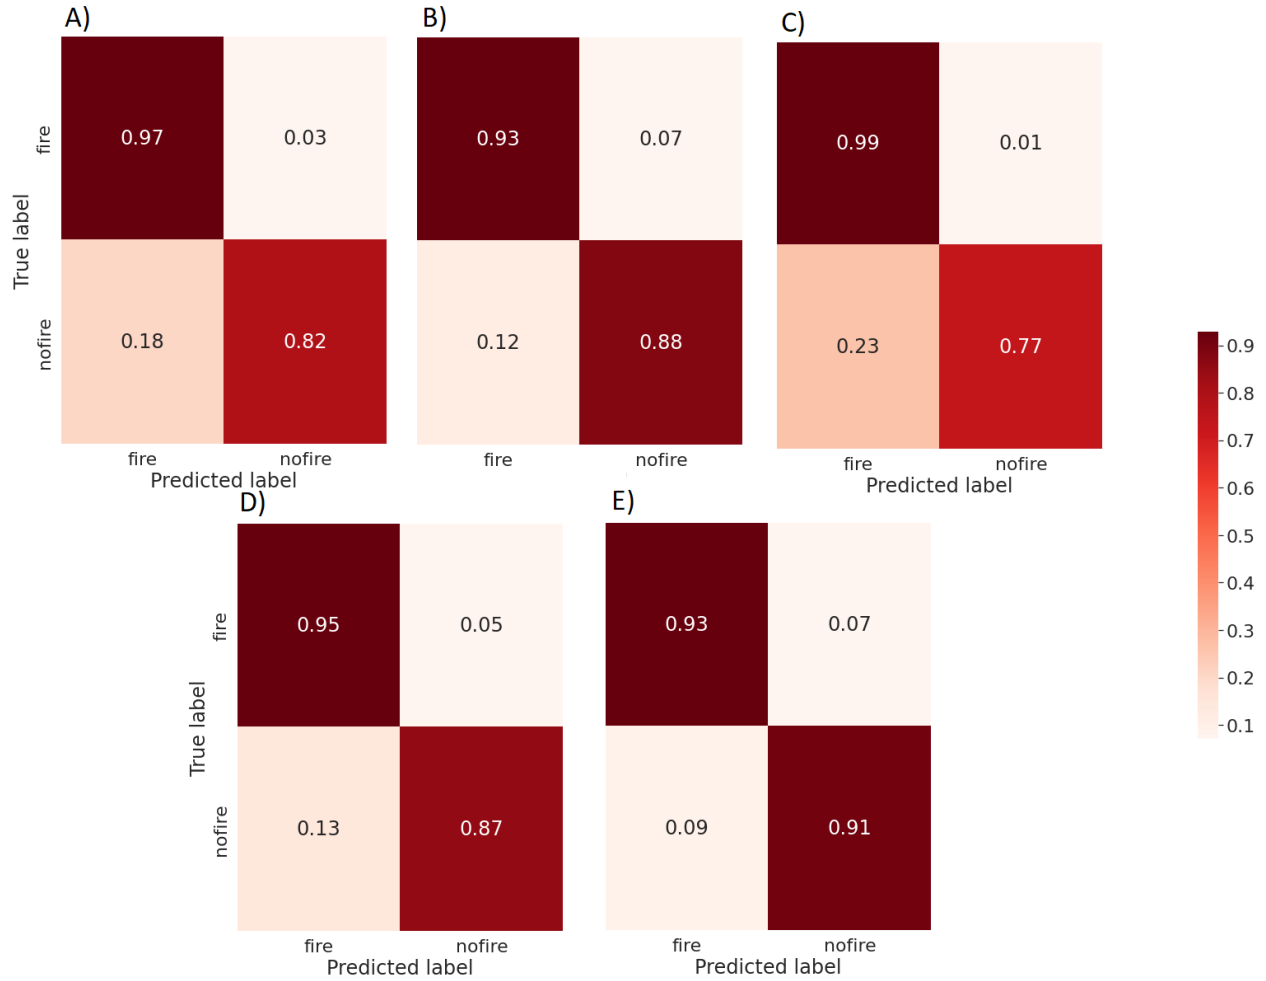 A)
B)
C)
True label
fire
0.97
0.03
0.93
0.07
0.99
0.01
nofire
0.18
0.82
0.12
0.88
0.23
0.77
fire
nofire
fire
nofire
fire
nofire
Predicted label
Predicted label
D)
E)
True label
fire
0.95
0.05
0.93
0.07
nofire
0.13
0.87
0.09
0.91
fire
nofire
fire
nofire
Predicted label
Predicted label
0.9
0.8
0.7
0.6
0.5
0.4
0.3
0.2
0.1